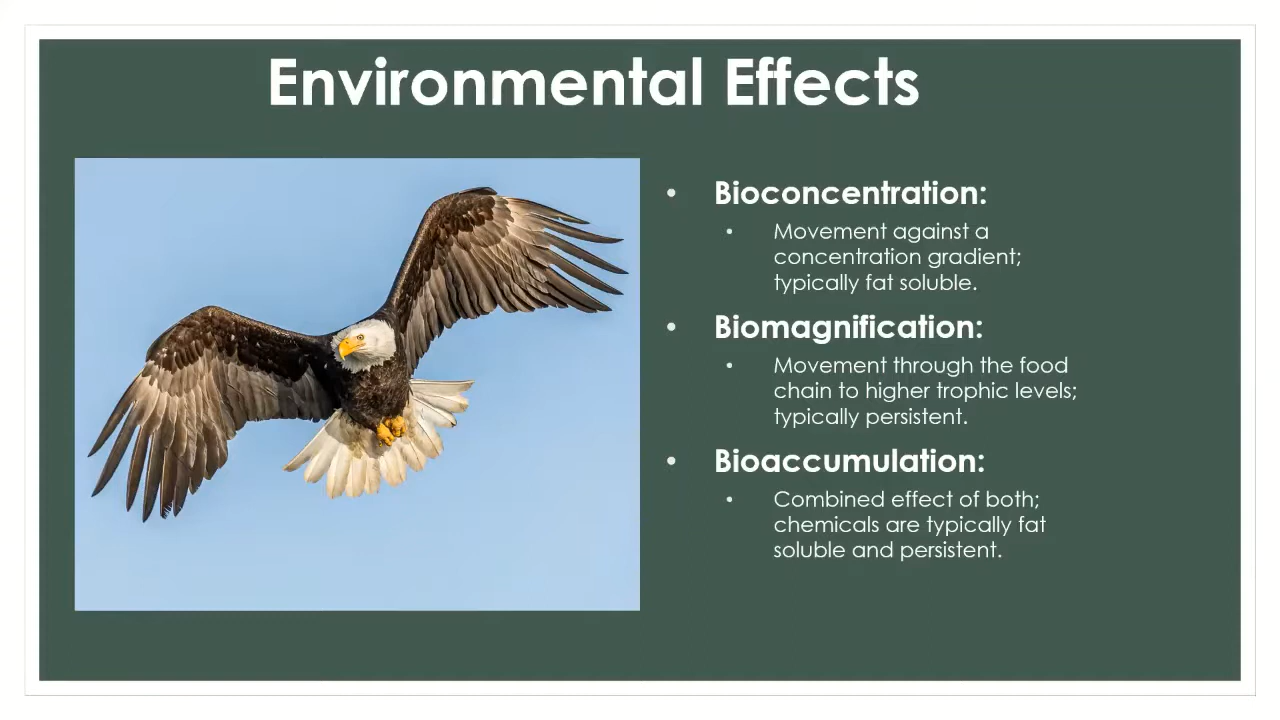 Environmental Effects
• Bioconcentration:
• Movement against a
concentration gradient;
typically fat soluble.
• Biomagnification:
• Movement through the food
chain to higher trophic levels;
typically persistent.
• Bioaccumulation:
• Combined effect of both;
chemicals are typically fat
soluble and persistent.